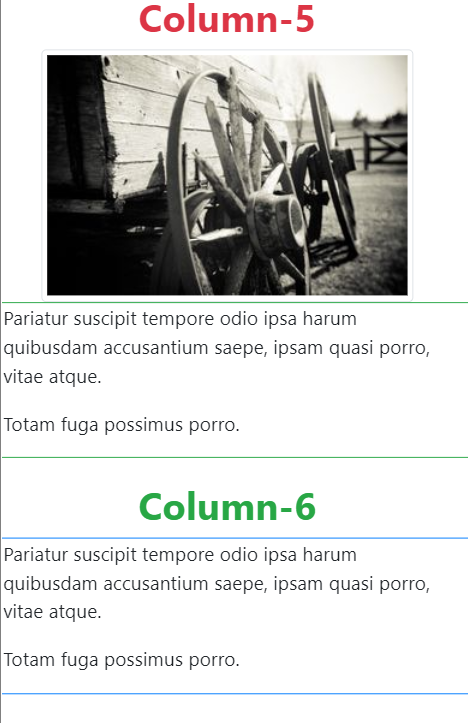 Column-5
Pariatur suscipit tempore odio ipsa harum
quibusdam accusantium saepe, ipsam quasi porro,
vitae atque.
Totam fuga possimus porro.
Column-6
Pariatur suscipit tempore odio ipsa harum
quibusdam accusantium saepe, ipsam quasi porro,
vitae atque.
Totam fuga possimus porro.